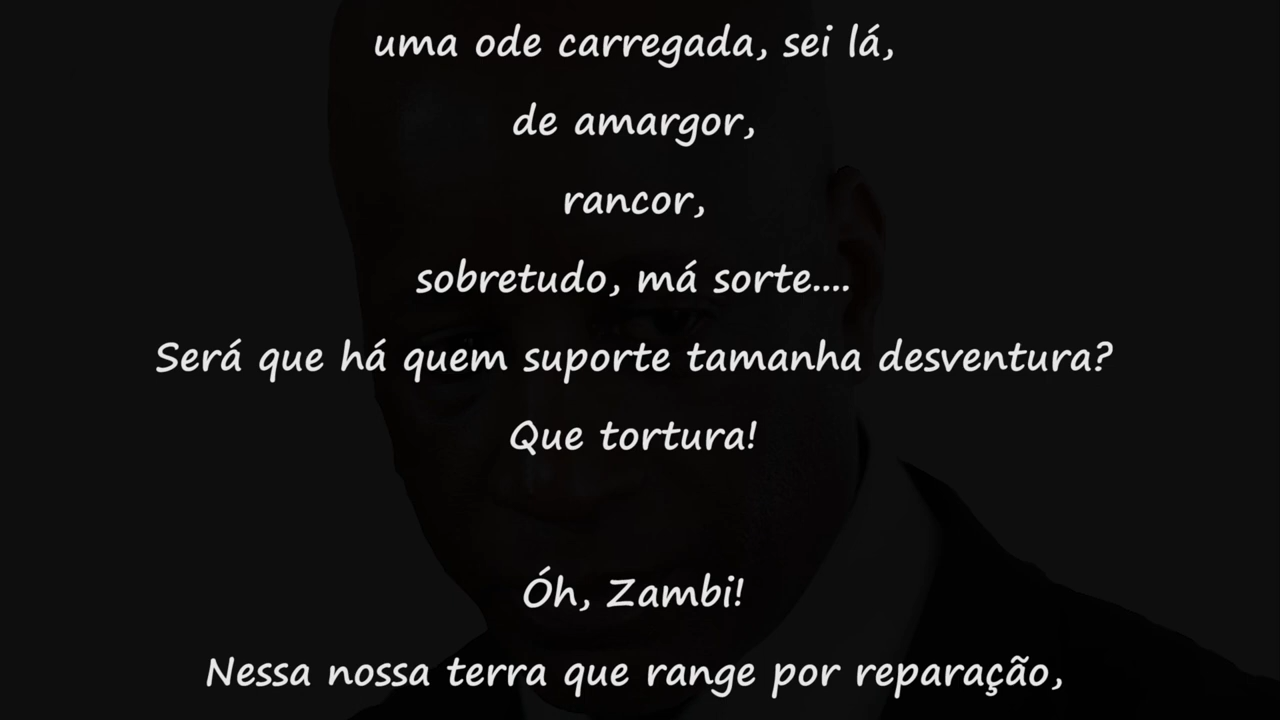 uma ode carregada, sei lá,
de amargor,
rancor,
sobretudo, má sorte....
Será que há quem suporte tamanha desventura?
Que tortura!
Óh, Zambi!
Nessa nossa terra que range por reparação,